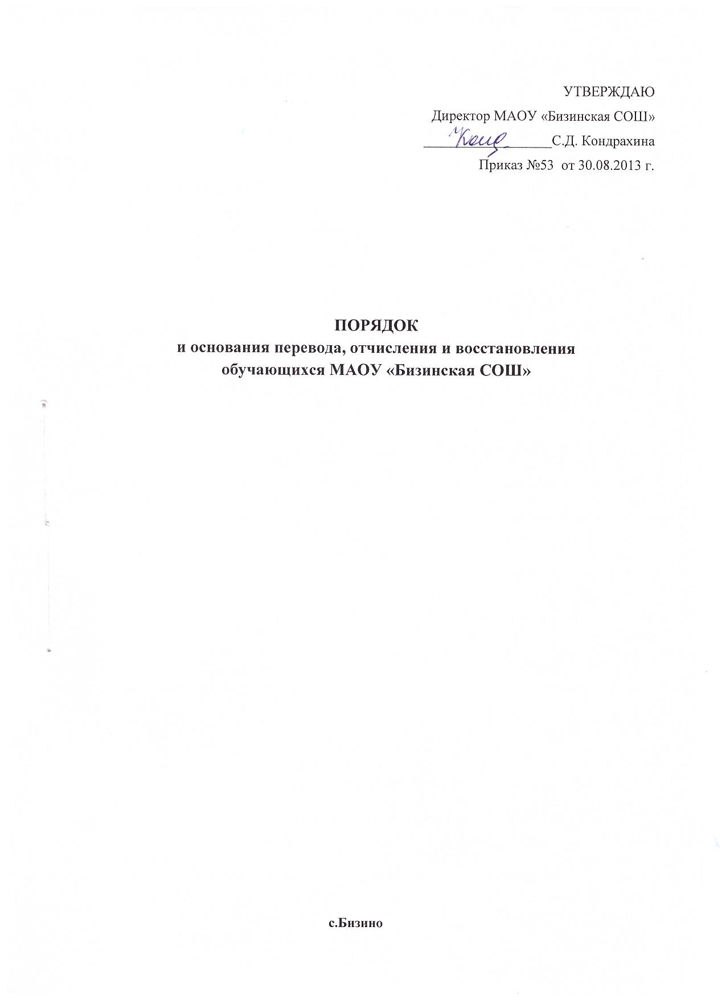 УТВЕРЖДАЮ
Директор МАОУ «Бизинская СОШ»
_________________С.Д. Кондрахина
Приказ №53 от 30.08.2013 г.
ПОРЯДОК
и основания перевода, отчисления и восстановления
обучающихся МАОУ «Бизинская СОШ»
с.Бизино